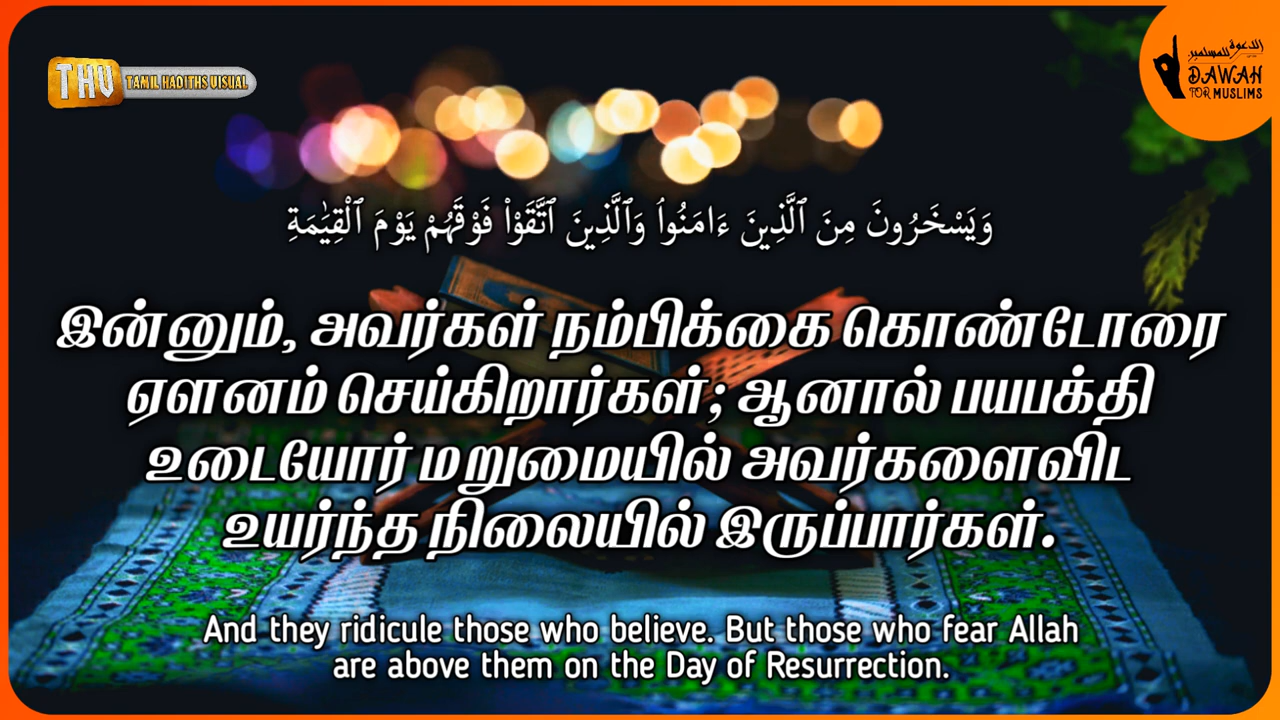 THV TAMIL HADITHS VISUAL
الدعوة للمسلمين
DAWAH
FOR MUSLIMS
وَيَسْخَرُونَ مِنَ ٱلَّذِينَ ءَامَنُوا۟ وَٱلَّذِينَ ٱتَّقَوْا۟ فَوْقَهُمْ يَوْمَ ٱلْقِيَـٰمَةِ
இன்னும், அவர்கள் நம்பிக்கை கொண்டோரை
ஏளனம் செய்கிறார்கள்; ஆனால் பயபக்தி
உடையோர் மறுமையில் அவர்களைவிட
உயர்ந்த நிலையில் இருப்பார்கள்.
And they ridicule those who believe. But those who fear Allah
are above them on the Day of Resurrection.